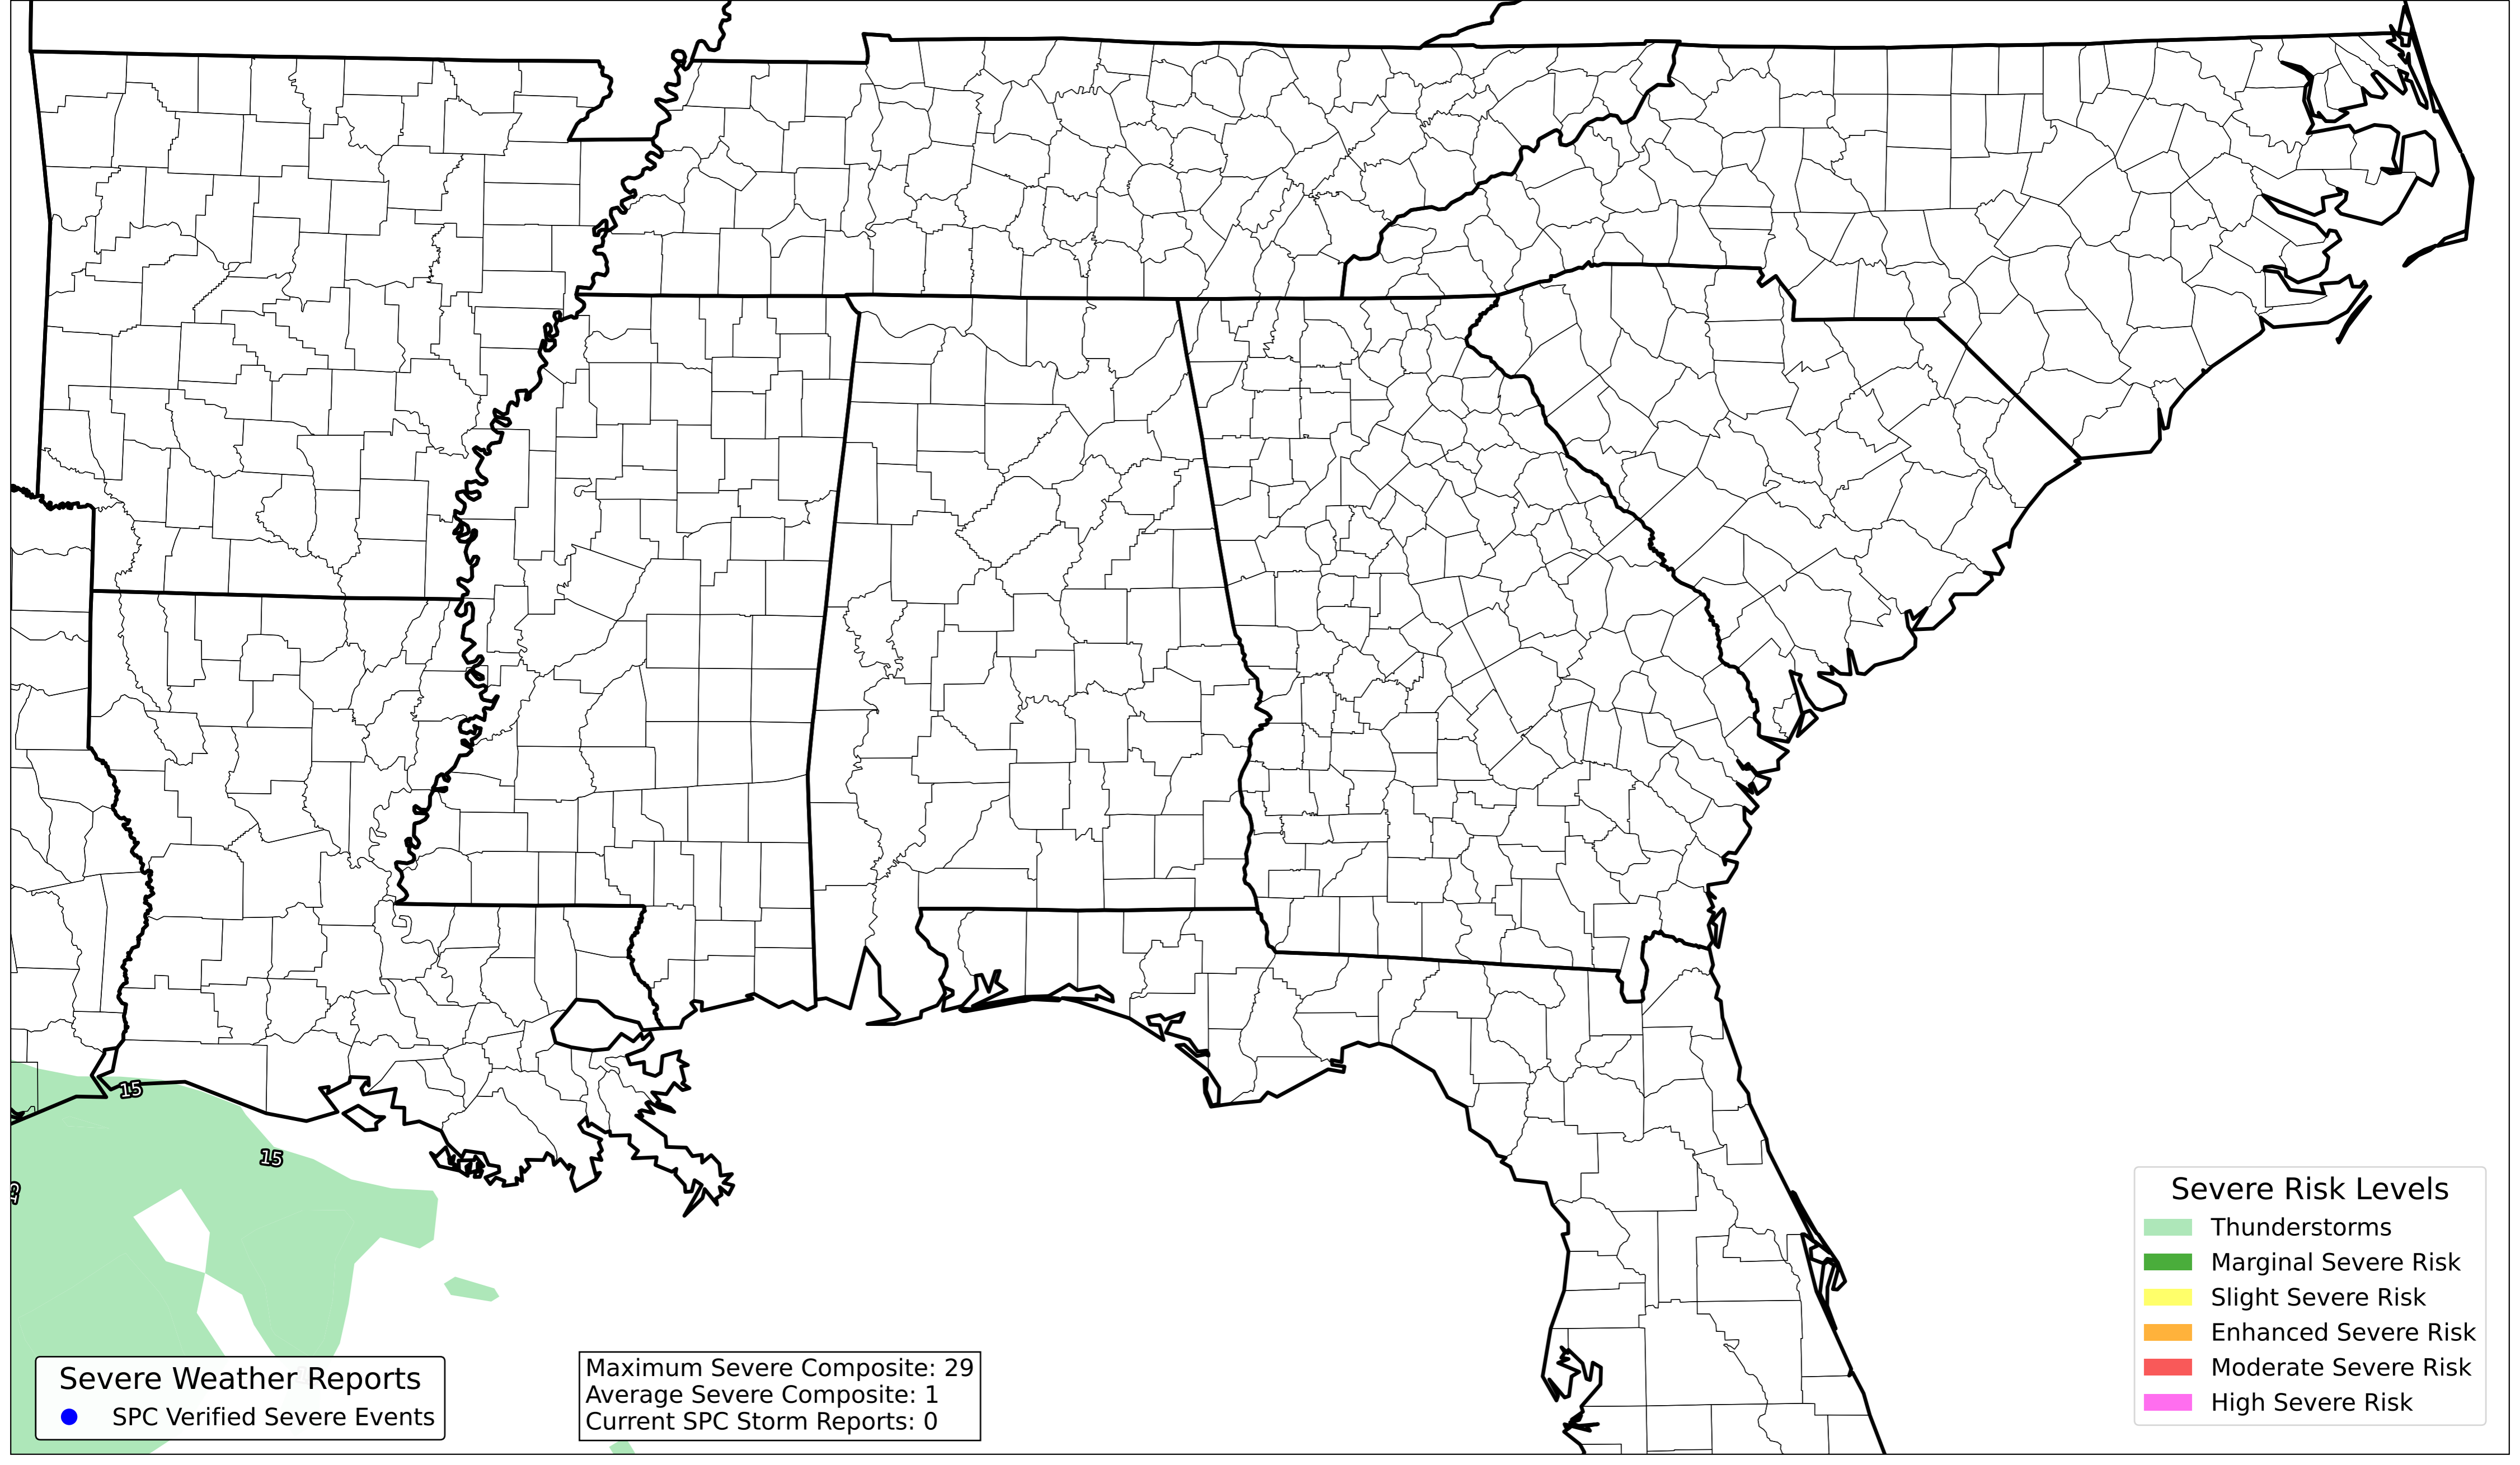 15
15
Severe Weather Reports
SPC Verified Severe Events
Maximum Severe Composite: 29
Average Severe Composite: 1
Current SPC Storm Reports: 0
Severe Risk Levels
Thunderstorms
Marginal Severe Risk
Slight Severe Risk
Enhanced Severe Risk
Moderate Severe Risk
High Severe Risk